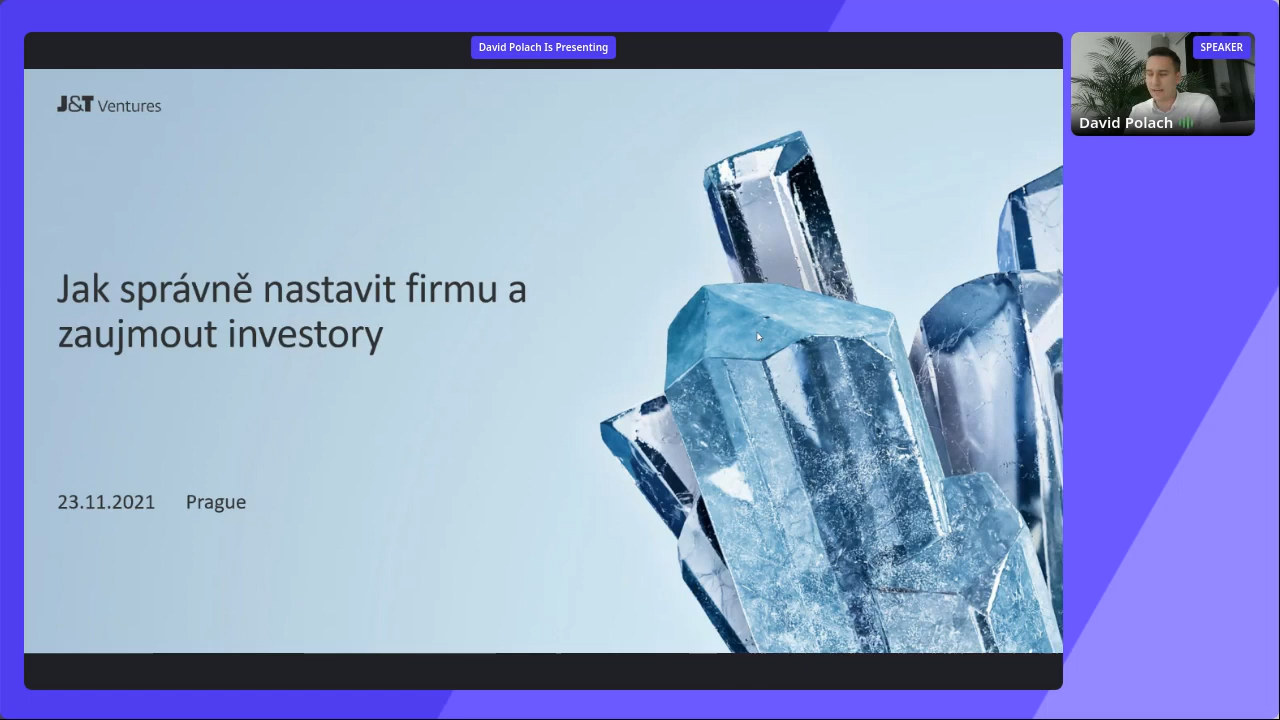 David Polach Is Presenting
SPEAKER
David Polach
J&T Ventures
Jak správně nastavit firmu a
zaujmout investory
23.11.2021 Prague